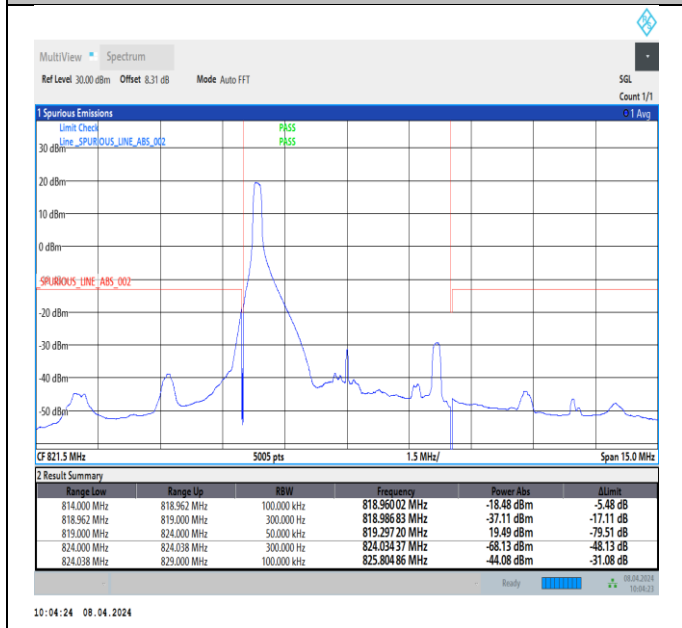 MultiView Spectrum
Ref Level 30.00 dBm Offset 8.31 dB Mode Auto FFT SGL
Count 1/1
1 Spurious Emissions 1 Avg
Limit Check PASS
Line _SPURIOUS_LINE_ABS_002 PASS
30 dBm
20 dBm
10 dBm
0 dBm
_SPURIOUS_LINE_ABS_002
-20 dBm
-30 dBm
-40 dBm
-50 dBm
CF 821.5 MHz 5005 pts 1.5 MHz/ Span 15.0 MHz
2 Result Summary
Range Low Range Up RBW Frequency Power Abs ΔLimit
814.000 MHz 818.962 MHz 100.000 kHz 818.960 02 MHz -18.48 dBm -5.48 dB
818.962 MHz 819.000 MHz 300.000 Hz 818.986 83 MHz -37.11 dBm -17.11 dB
819.000 MHz 824.000 MHz 50.000 kHz 819.297 20 MHz 19.49 dBm -79.51 dB
824.000 MHz 824.038 MHz 300.000 Hz 824.034 37 MHz -68.13 dBm -48.13 dB
824.038 MHz 829.000 MHz 100.000 kHz 825.804 86 MHz -44.08 dBm -31.08 dB
Ready 08.04.2024
10:04:23
10:04:24 08.04.2024